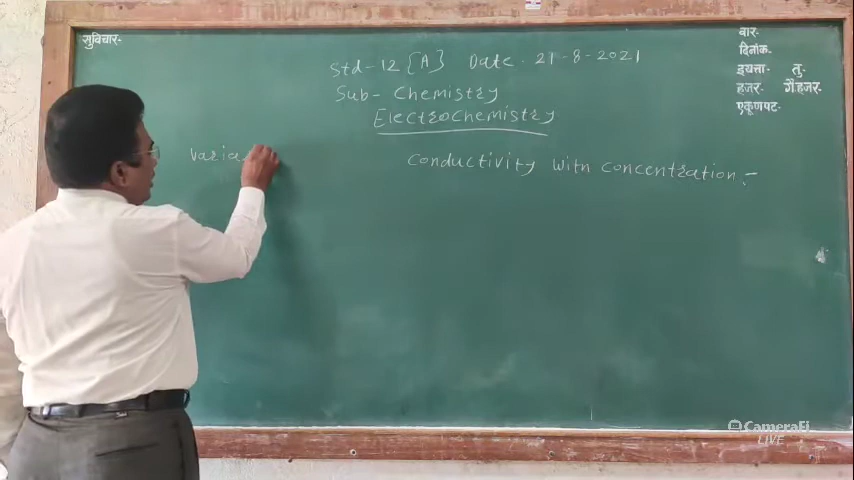 सुविचार-
Std-12 {A} Date. 21-8-2021
Sub- Chemistry
Electrochemistry
Varia
Conductivity with concentration:-
वार-
दिनांक-
इयत्ता- तु-
हजर- गै.हजर-
एकूणपट-
CameraFi
LIVE